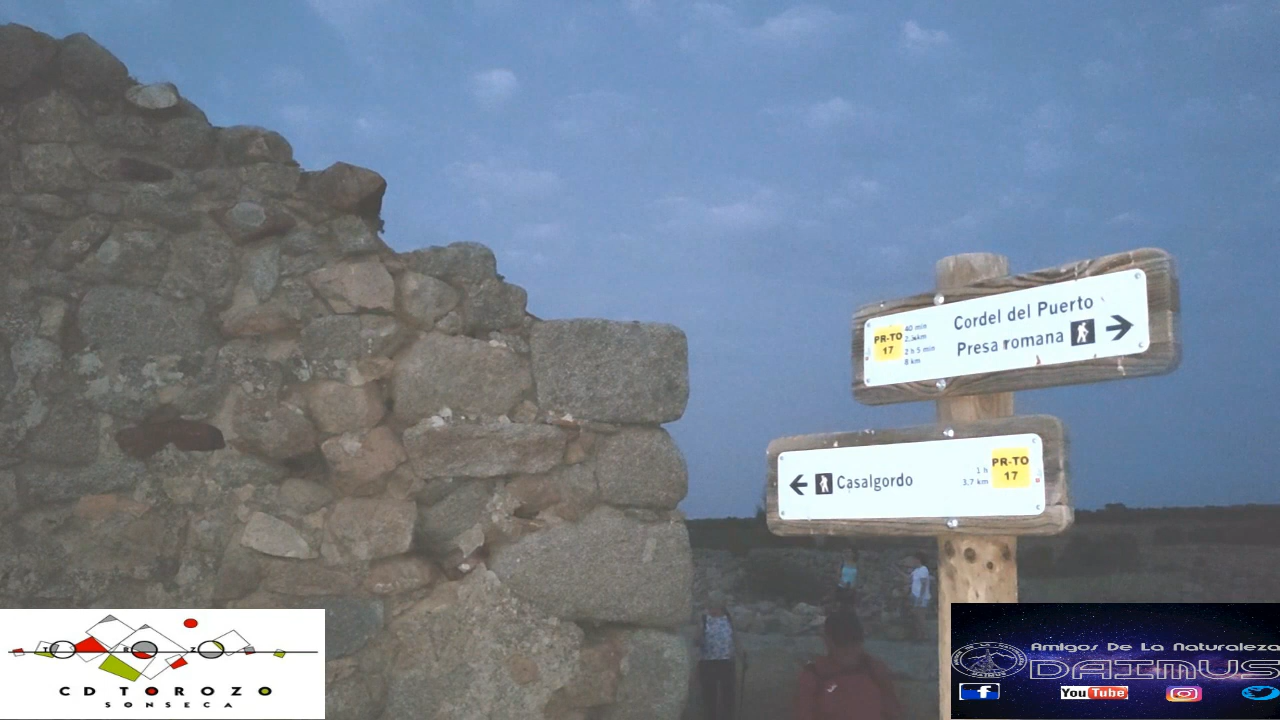 PR-TO
17
40 min
2 h 5 min
8 km
Cordel del Puerto
Presa romana
Casalgordo
1 h
3.7 km
PR-TO
17
TOROZO
CD TOROZO
SONSECA
Amigos De La Naturaleza
DAIMUS
f
YouTube